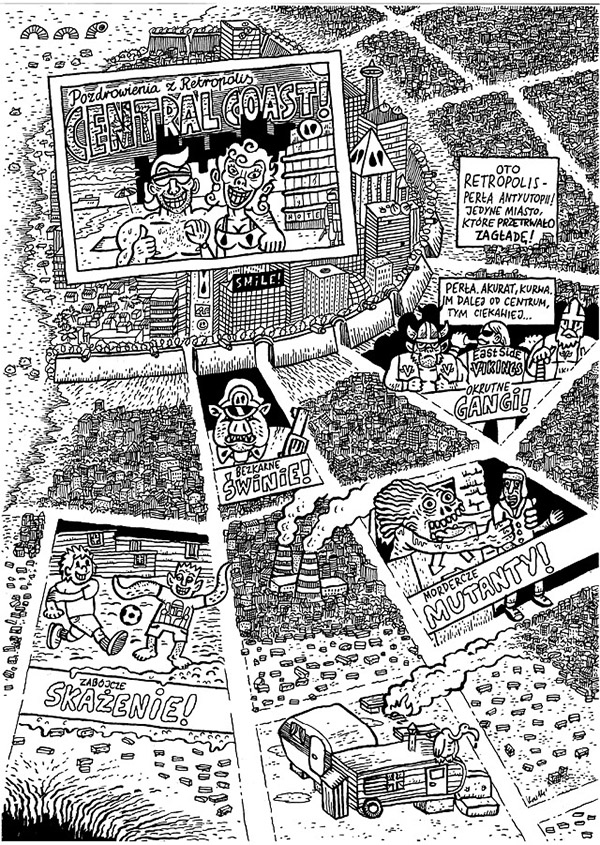 Pozdrowienia z Retropolis
CENTRAL COAST!
HOTEL
SMILE!
OTO
RETROPOLIS -
PERŁA ANTYUTOPII!
JEDYNE MIASTO,
KTÓRE PRZETRWAŁO
ZAGŁADĘ!
PERŁA, AKURAT, KURWA.
IM DALEJ OD CENTRUM,
TYM CIEKAWIEJ...
East Side
VIKINGS
OKRUTNE
GANGI!
BEZKARNE
ŚWINIE!
MORDERCZE
MUTANTY!
ZABÓJCZE
SKAŻENIE!